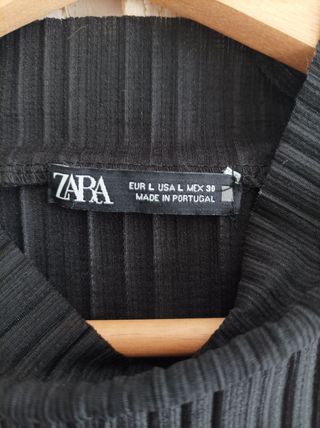 ZARA
EUR L USA L MEX 30
MADE IN PORTUGAL